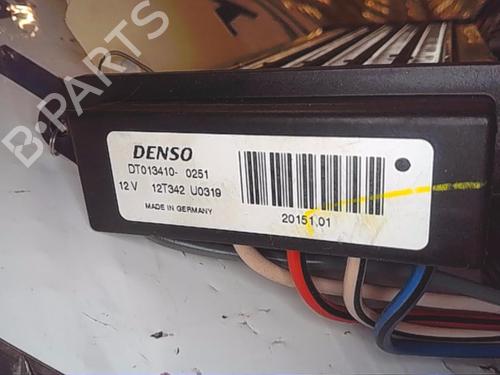 B-PARTS
DENSO
DT013410- 0251
12 V 12T342 U0319
MADE IN GERMANY
20151.01